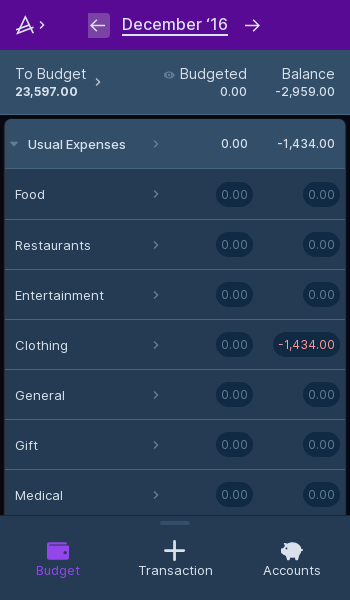 December ‘16
To Budget Budgeted Balance
23,597.00 0.00 -2,959.00
Usual Expenses 0.00 -1,434.00
Food 0.00 0.00
Restaurants 0.00 0.00
Entertainment 0.00 0.00
Clothing 0.00 -1,434.00
General 0.00 0.00
Gift 0.00 0.00
Medical 0.00 0.00
Budget Transaction Accounts